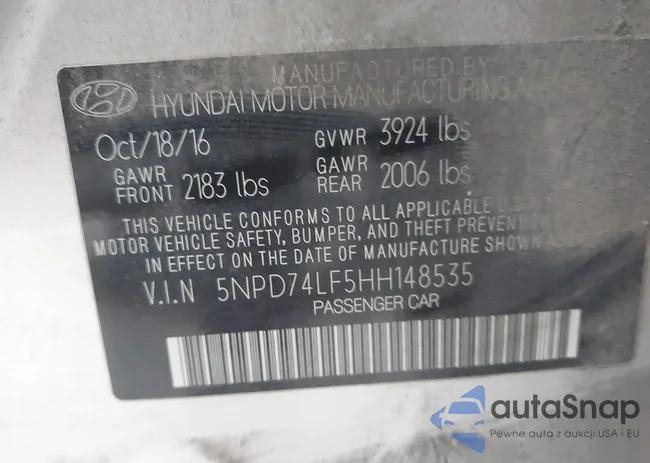 MANUFACTURED BY
HYUNDAI MOTOR MANUFACTURING
Oct/18/16 GVWR 3924 lbs
GAWR FRONT 2183 lbs GAWR REAR 2006 lbs
THIS VEHICLE CONFORMS TO ALL APPLICABLE
MOTOR VEHICLE SAFETY, BUMPER, AND THEFT
IN EFFECT ON THE DATE OF MANUFACTURE SHOWN
V.I.N 5NPD74LF5HH148535
PASSENGER CAR
autaSnap
Pewne auta z aukcji USA i EU